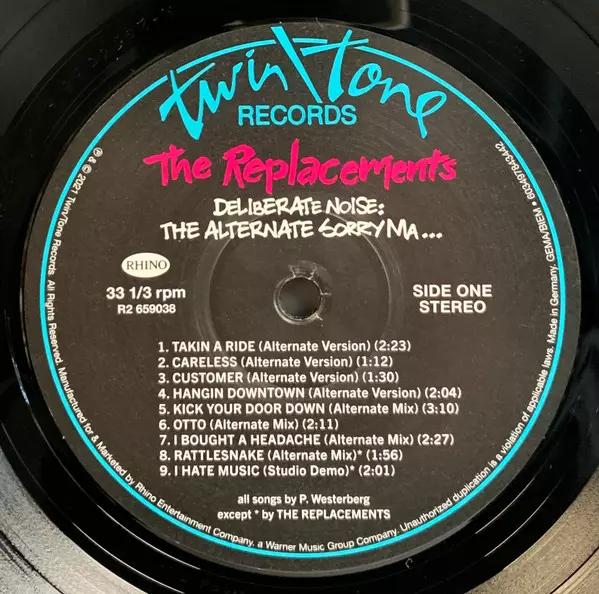 twin\tone
RECORDS
The Replacements
DELIBERATE NOISE:
THE ALTERNATE SORRY MA...
RHINO
33 1/3 rpm
R2 659038
SIDE ONE
STEREO
1. TAKIN A RIDE (Alternate Version) (2:23)
2. CARELESS (Alternate Version) (1:12)
3. CUSTOMER (Alternate Version) (1:30)
4. HANGIN DOWNTOWN (Alternate Version) (2:04)
5. KICK YOUR DOOR DOWN (Alternate Mix) (3:10)
6. OTTO (Alternate Mix) (2:11)
7. I BOUGHT A HEADACHE (Alternate Mix) (2:27)
8. RATTLESNAKE (Alternate Mix)* (1:56)
9. I HATE MUSIC (Studio Demo)* (2:01)
all songs by P. Westerberg
except * by THE REPLACEMENTS
℗ & © 2021 Twin/Tone Records. All Rights Reserved. Manufactured for & Marketed by Rhino Entertainment Company, a Warner Music Group Company. Unauthorized duplication is a violation of applicable laws. Made in Germany. GEMA/BIEM • 603497843442